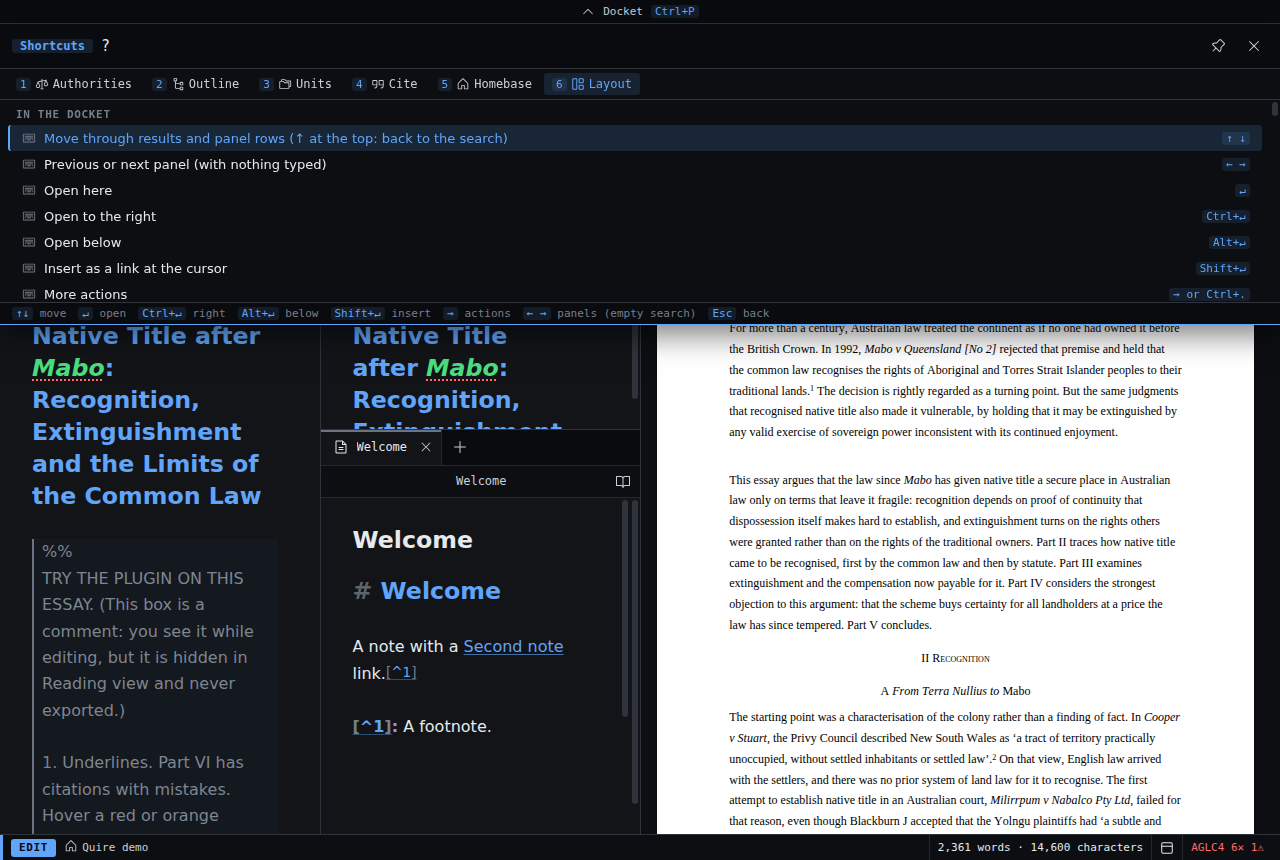 Docket Ctrl+P
Shortcuts ?
1 Authorities 2 Outline 3 Units 4 Cite 5 Homebase 6 Layout
IN THE DOCKET
Move through results and panel rows (↑ at the top: back to the search) ↑ ↓
Previous or next panel (with nothing typed) ← →
Open here ↵
Open to the right Ctrl+↵
Open below Alt+↵
Insert as a link at the cursor Shift+↵
More actions → or Ctrl+.
↑↓ move ↵ open Ctrl+↵ right Alt+↵ below Shift+↵ insert → actions ← → panels (empty search) Esc back
Native Title after
Mabo:
Recognition,
Extinguishment
and the Limits of
the Common Law
%%
TRY THE PLUGIN ON THIS
ESSAY. (This box is a
comment: you see it while
editing, but it is hidden in
Reading view and never
exported.)
1. Underlines. Part VI has
citations with mistakes.
Hover a red or orange
Native Title
after Mabo:
Recognition,
Extinguishment
Welcome
Welcome
Welcome
# Welcome
A note with a Second note
link.[^1]
[^1]: A footnote.
For more than a century, Australian law treated the continent as if no one had owned it before
the British Crown. In 1992, Mabo v Queensland [No 2] rejected that premise and held that
the common law recognises the rights of Aboriginal and Torres Strait Islander peoples to their
traditional lands.1 The decision is rightly regarded as a turning point. But the same judgments
that recognised native title also made it vulnerable, by holding that it may be extinguished by
any valid exercise of sovereign power inconsistent with its continued enjoyment.
This essay argues that the law since Mabo has given native title a secure place in Australian
law only on terms that leave it fragile: recognition depends on proof of continuity that
dispossession itself makes hard to establish, and extinguishment turns on the rights others
were granted rather than on the rights of the traditional owners. Part II traces how native title
came to be recognised, first by the common law and then by statute. Part III examines
extinguishment and the compensation now payable for it. Part IV considers the strongest
objection to this argument: that the scheme buys certainty for all landholders at a price the
law has since tempered. Part V concludes.
II Recognition
A From Terra Nullius to Mabo
The starting point was a characterisation of the colony rather than a finding of fact. In Cooper
v Stuart, the Privy Council described New South Wales as ‘a tract of territory practically
unoccupied, without settled inhabitants or settled law’.2 On that view, English law arrived
with the settlers, and there was no prior system of land law for it to recognise. The first
attempt to establish native title in an Australian court, Milirrpum v Nabalco Pty Ltd, failed for
that reason, even though Blackburn J accepted that the Yolngu plaintiffs had ‘a subtle and
EDIT Quire demo 2,361 words · 14,600 characters AGLC4 6× 1⚠